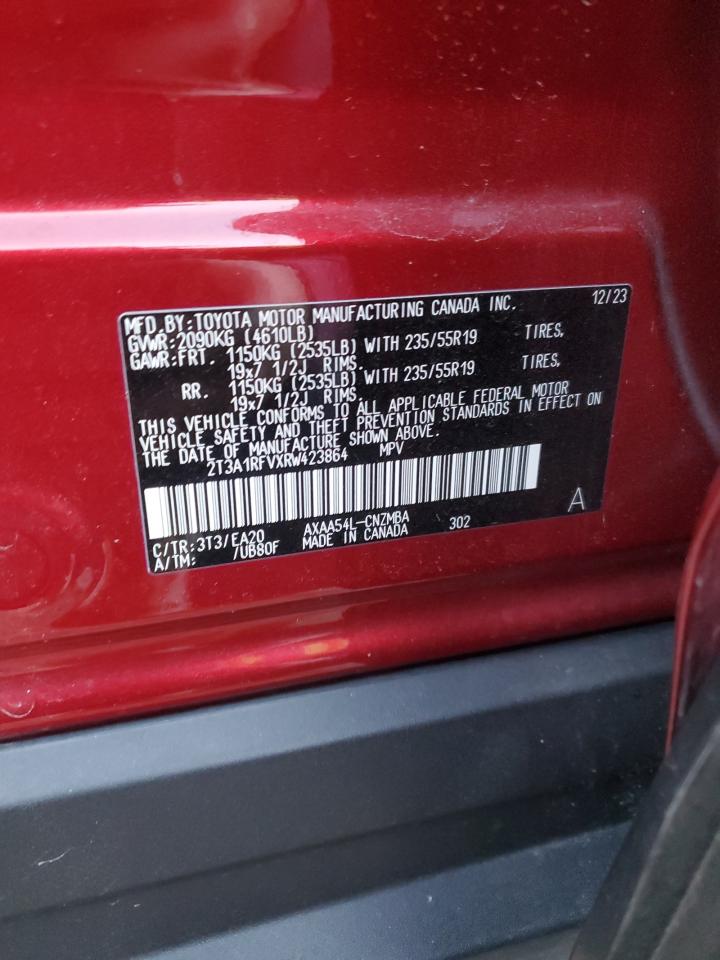 MFD.BY:TOYOTA MOTOR MANUFACTURING CANADA INC. 12/23
GVWR:2090KG (4610LB)
GAWR:FRT. 1150KG (2535LB) WITH 235/55R19 TIRES,
19x7 1/2J RIMS.
RR. 1150KG (2535LB) WITH 235/55R19 TIRES,
19x7 1/2J RIMS.
THIS VEHICLE CONFORMS TO ALL APPLICABLE FEDERAL MOTOR
VEHICLE SAFETY AND THEFT PREVENTION STANDARDS IN EFFECT ON
THE DATE OF MANUFACTURE SHOWN ABOVE.
2T3A1RFVXRW423864 MPV
A
C/TR:3T3/EA20 AXAA54L-CNZMBA 302
A/TM: /UB80F MADE IN CANADA